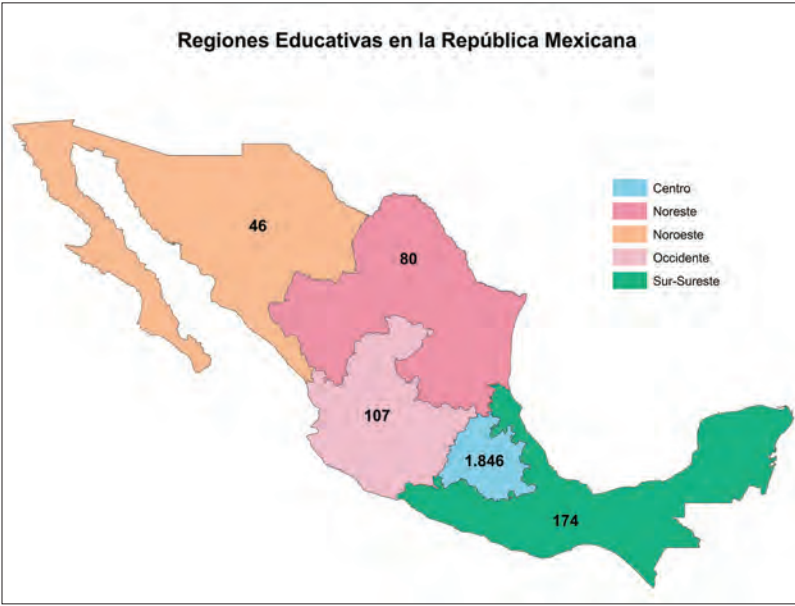 Regiones Educativas en la República Mexicana
Centro
Noreste
Noroeste
Occidente
Sur-Sureste
46
80
107
1.846
174